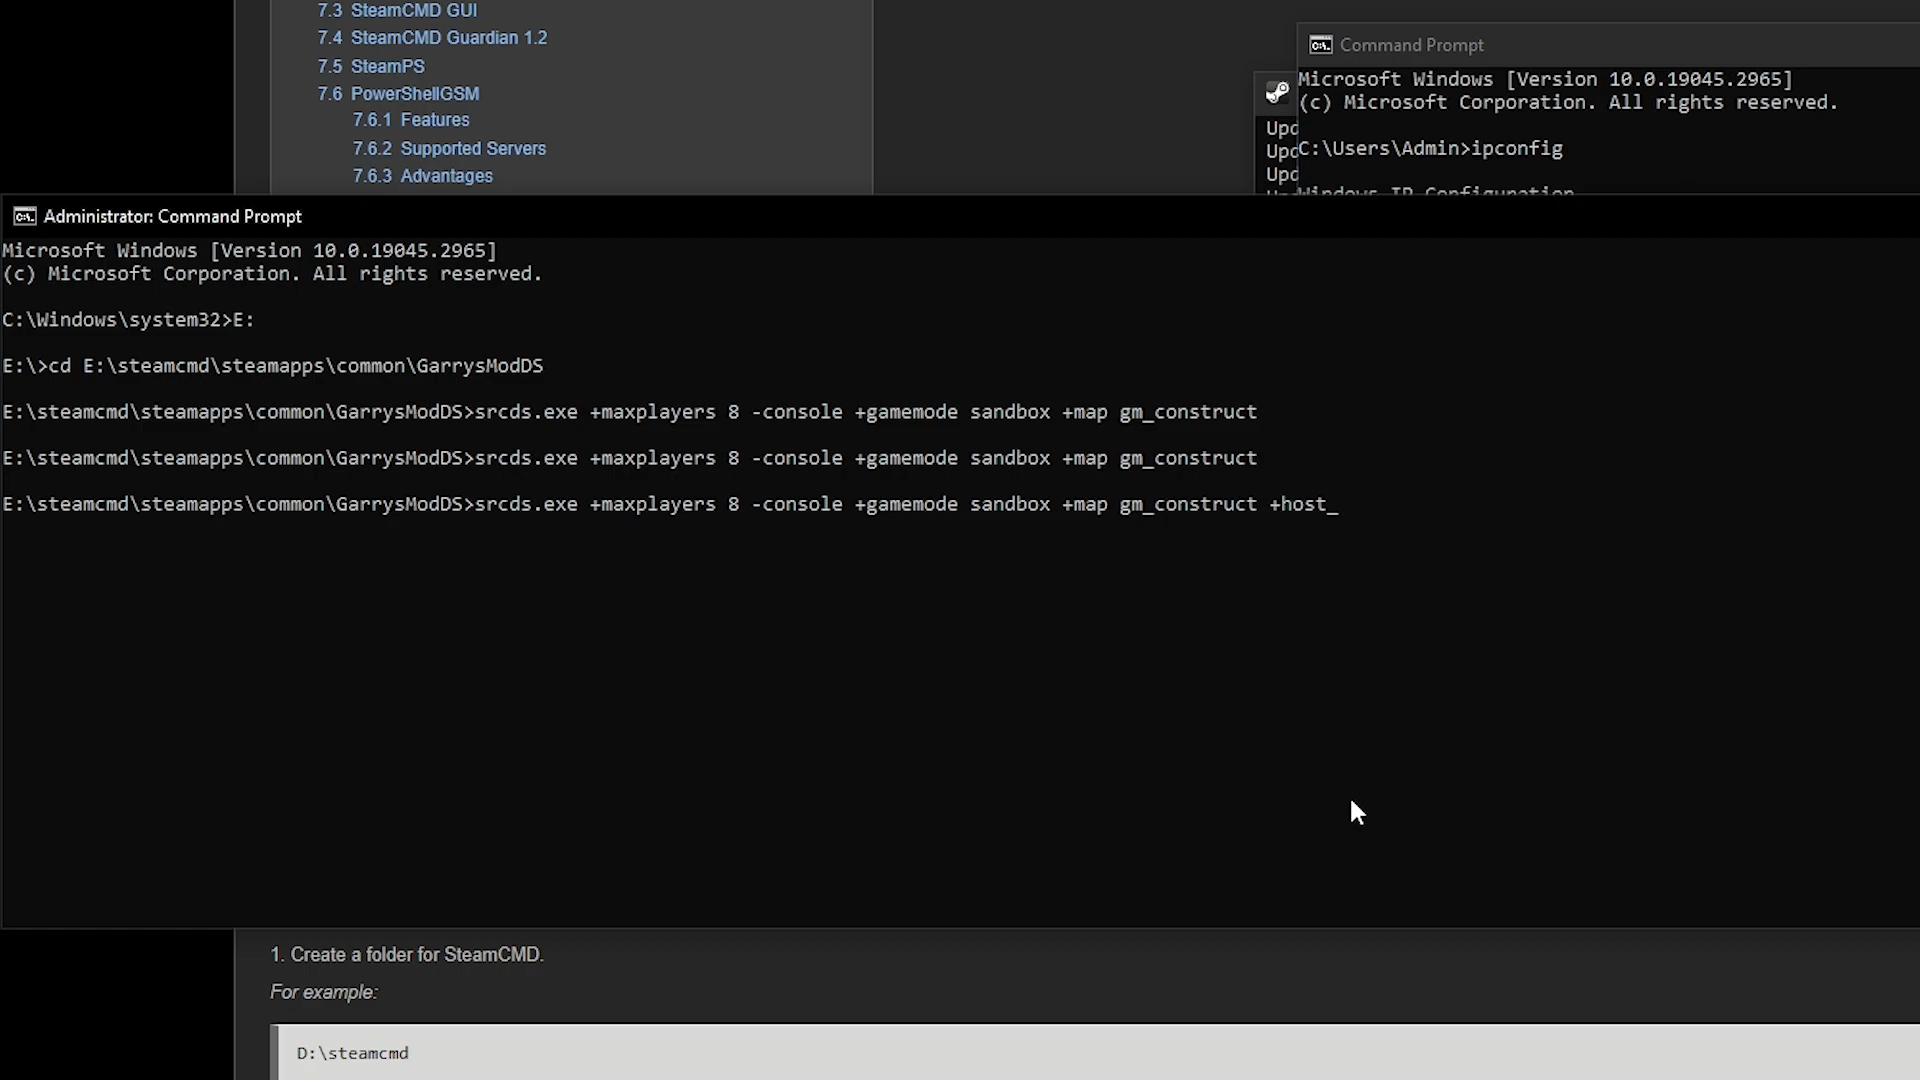 7.3 SteamCMD GUI
7.4 SteamCMD Guardian 1.2
7.5 SteamPS
7.6 PowerShellGSM
7.6.1 Features
7.6.2 Supported Servers
7.6.3 Advantages
Command Prompt
Microsoft Windows [Version 10.0.19045.2965]
(c) Microsoft Corporation. All rights reserved.
C:\Users\Admin>ipconfig
Windows IP Configuration
Upd
Upd
Upd
Administrator: Command Prompt
Microsoft Windows [Version 10.0.19045.2965]
(c) Microsoft Corporation. All rights reserved.
C:\Windows\system32>E:
E:\>cd E:\steamcmd\steamapps\common\GarrysModDS
E:\steamcmd\steamapps\common\GarrysModDS>srcds.exe +maxplayers 8 -console +gamemode sandbox +map gm_construct
E:\steamcmd\steamapps\common\GarrysModDS>srcds.exe +maxplayers 8 -console +gamemode sandbox +map gm_construct
E:\steamcmd\steamapps\common\GarrysModDS>srcds.exe +maxplayers 8 -console +gamemode sandbox +map gm_construct +host_
1. Create a folder for SteamCMD.
For example:
D:\steamcmd